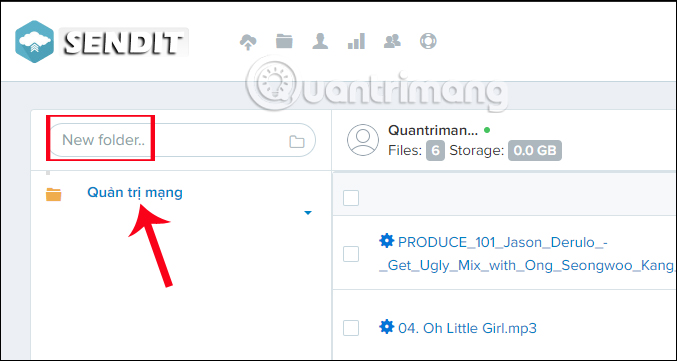 SENDIT
Quantrimang
New folder..
Quantriman...
Files: 6 Storage: 0.0 GB
Quản trị mạng
PRODUCE_101_Jason_Derulo_-
-_Get_Ugly_Mix_with_Ong_Seongwoo_Kang_
04. Oh Little Girl.mp3